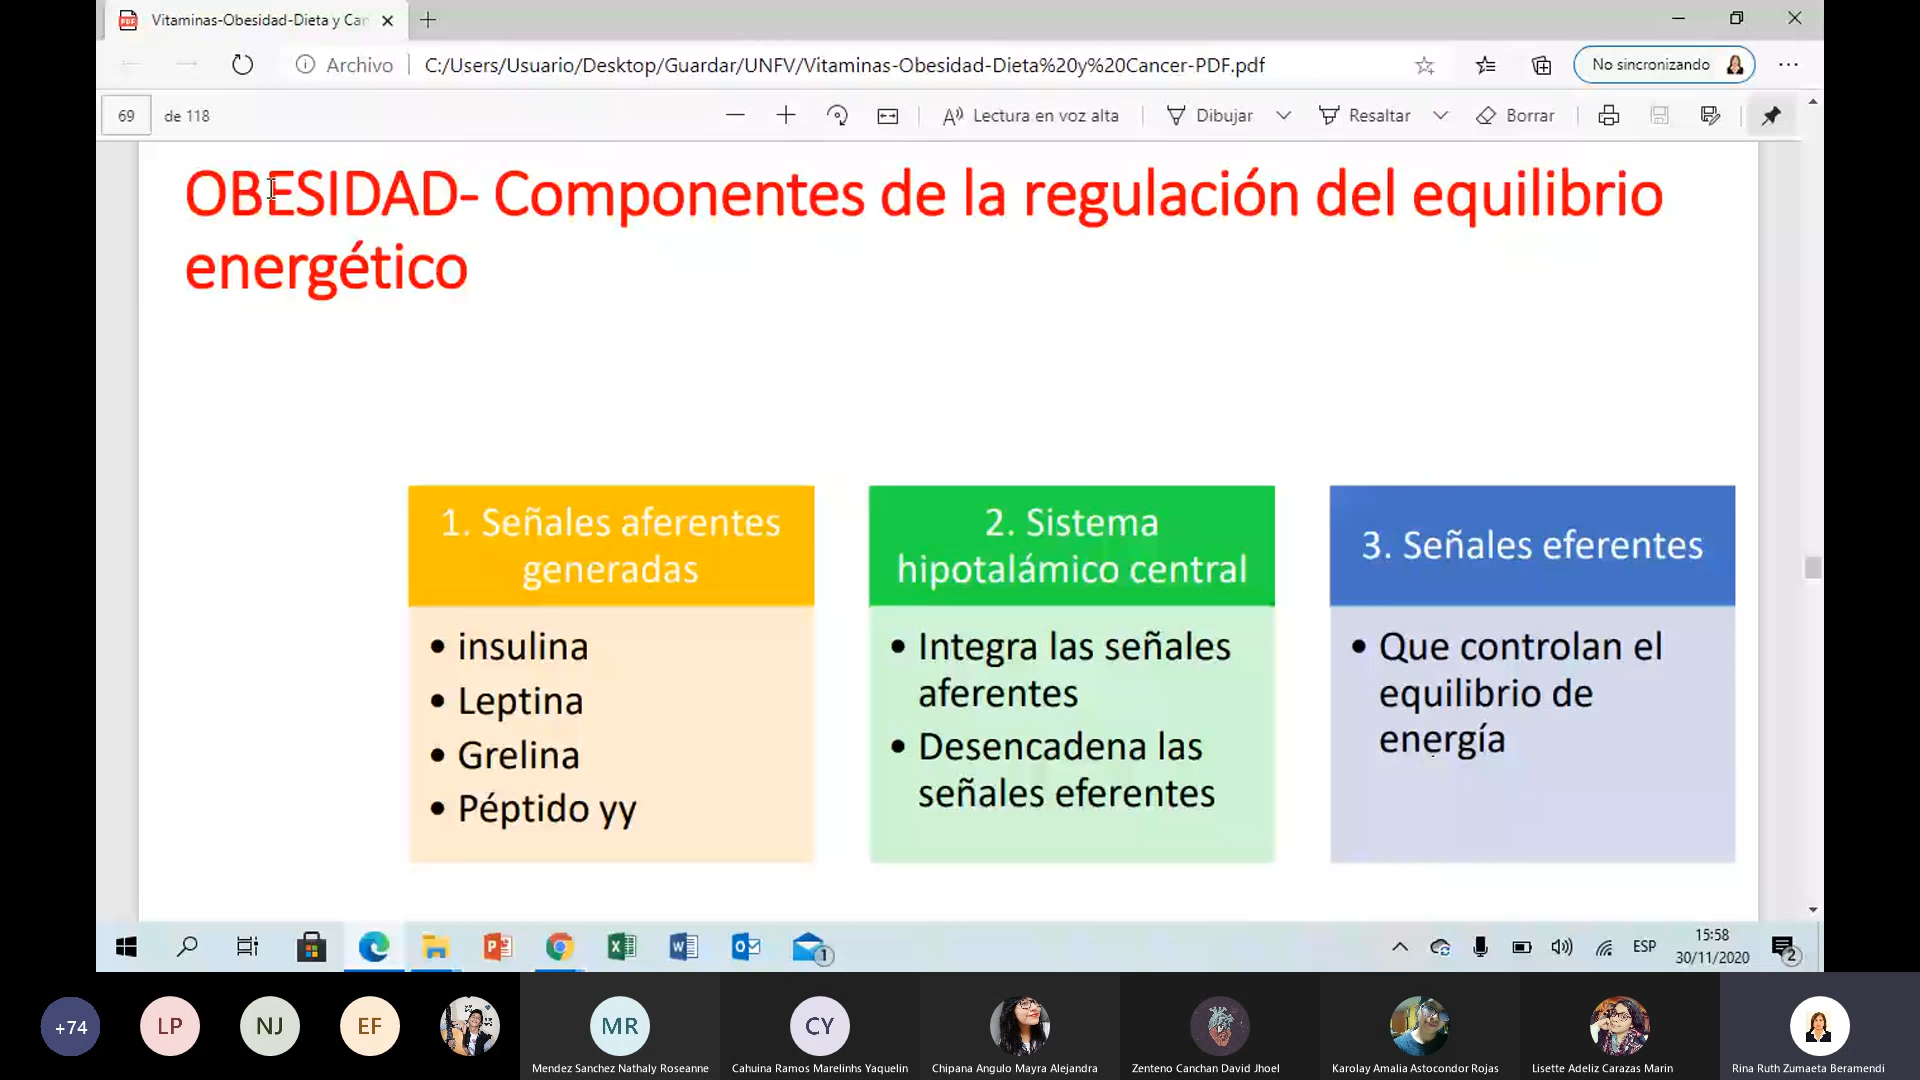 Vitaminas-Obesidad-Dieta y Can
Archivo
C:/Users/Usuario/Desktop/Guardar/UNFV/Vitaminas-Obesidad-Dieta%20y%20Cancer-PDF.pdf
No sincronizando
69 de 118
Lectura en voz alta
Dibujar
Resaltar
Borrar
OBESIDAD- Componentes de la regulación del equilibrio
energético
1. Señales aferentes
generadas
• insulina
• Leptina
• Grelina
• Péptido yy
2. Sistema
hipotalámico central
• Integra las señales
aferentes
• Desencadena las
señales eferentes
3. Señales eferentes
• Que controlan el
equilibrio de
energía
1
ESP
15:58
30/11/2020
2
+74
LP
NJ
EF
MR
Mendez Sanchez Nathaly Roseanne
CY
Cahuina Ramos Marelinhs Yaquelin
Chipana Angulo Mayra Alejandra
Zenteno Canchan David Jhoel
Karolay Amalia Astocondor Rojas
Lisette Adeliz Carazas Marin
Rina Ruth Zumaeta Beramendi